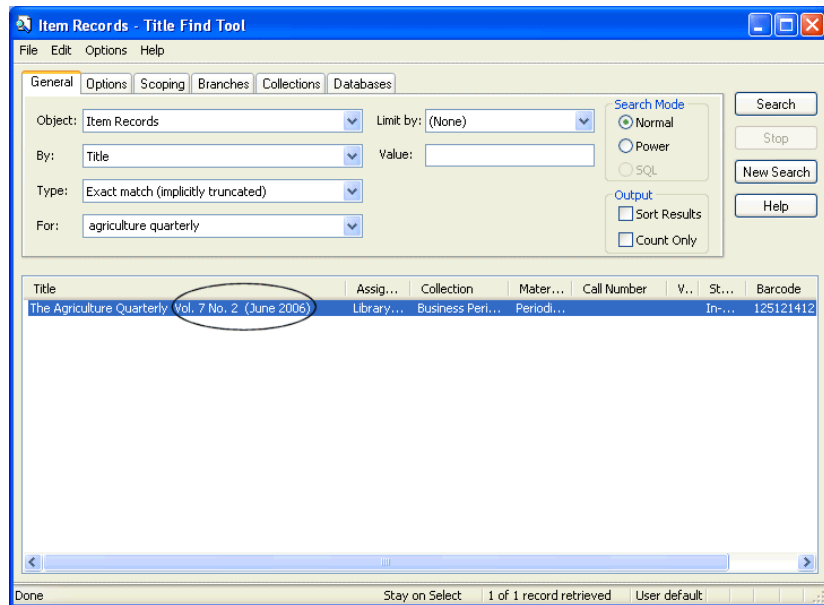 Item Records - Title Find Tool
File Edit Options Help
General Options Scoping Branches Collections Databases
Object: Item Records
Limit by: (None)
By: Title
Value:
Type: Exact match (implicitly truncated)
For: agriculture quarterly
Search Mode
Normal
Power
SQL
Output
Sort Results
Count Only
Search
Stop
New Search
Help
Title Assig... Collection Mater... Call Number V.. St... Barcode
The Agriculture Quarterly Vol. 7 No. 2 (June 2006) Library... Business Peri... Periodi... In-... 125121412
Done Stay on Select 1 of 1 record retrieved User default